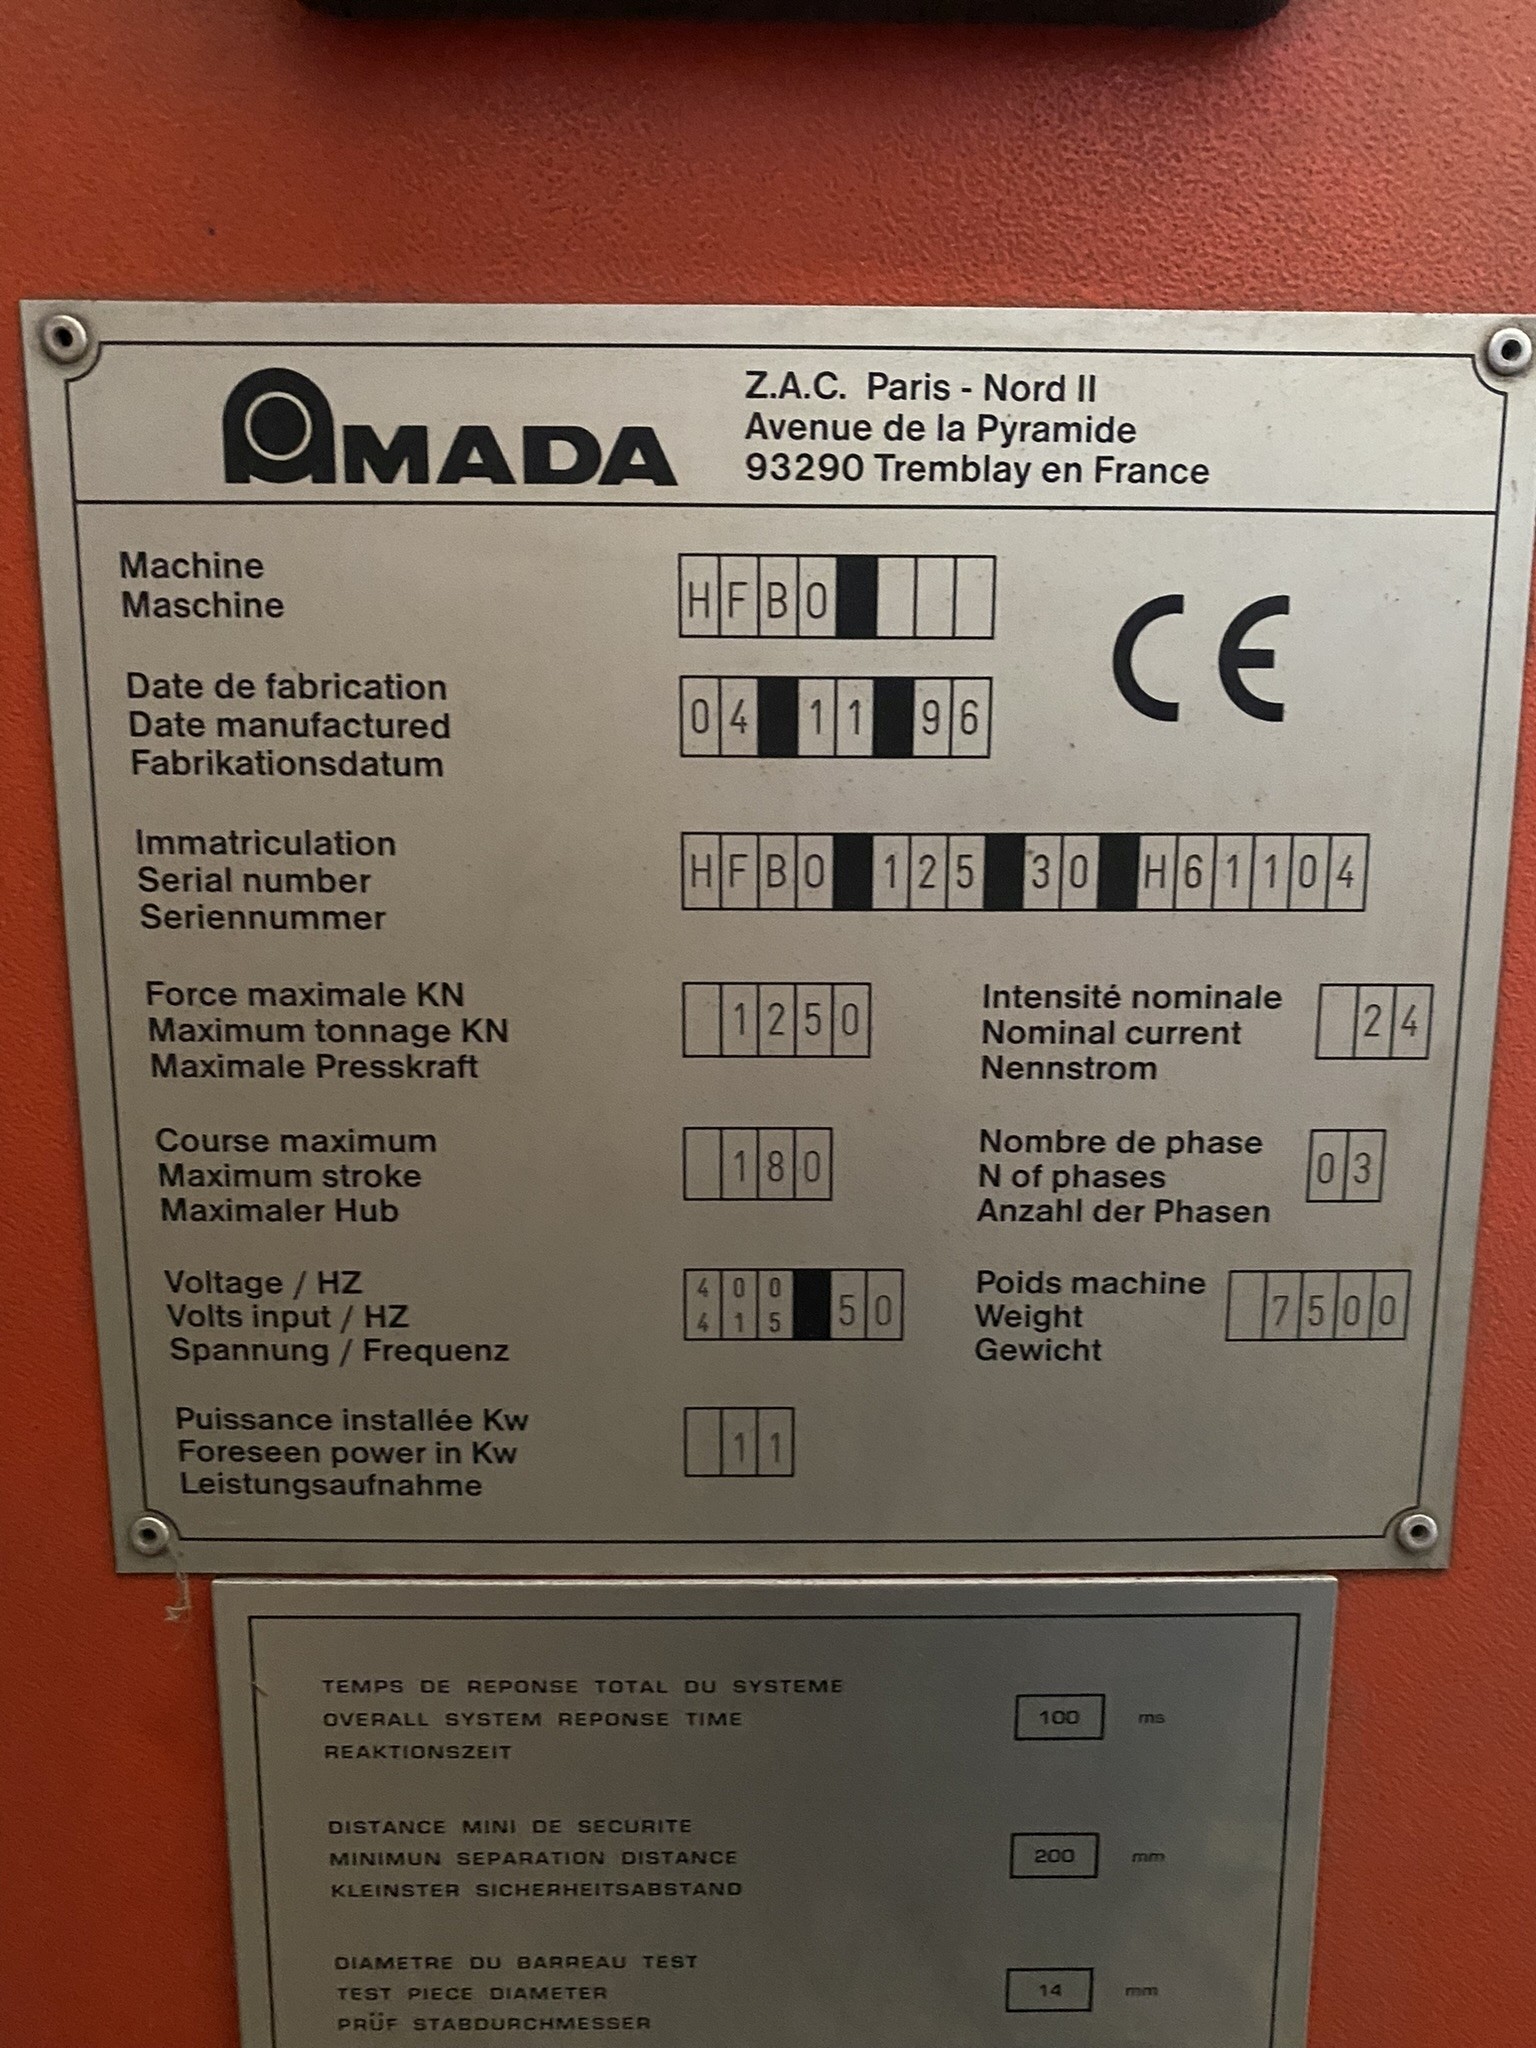 AMADA
Z.A.C. Paris - Nord II
Avenue de la Pyramide
93290 Tremblay en France
Machine
Maschine
HFBO
CE
Date de fabrication
Date manufactured
Fabrikationsdatum
04 11 96
Immatriculation
Serial number
Seriennummer
HFBO 125 30 H61104
Force maximale KN
Maximum tonnage KN
Maximale Presskraft
1250
Intensité nominale
Nominal current
Nennstrom
24
Course maximum
Maximum stroke
Maximaler Hub
180
Nombre de phase
N of phases
Anzahl der Phasen
03
Voltage / HZ
Volts input / HZ
Spannung / Frequenz
400
415
50
Poids machine
Weight
Gewicht
7500
Puissance installée Kw
Foreseen power in Kw
Leistungsaufnahme
11
TEMPS DE REPONSE TOTAL DU SYSTEME
OVERALL SYSTEM REPONSE TIME
REAKTIONSZEIT
100 ms
DISTANCE MINI DE SECURITE
MINIMUN SEPARATION DISTANCE
KLEINSTER SICHERHEITSABSTAND
200 mm
DIAMETRE DU BARREAU TEST
TEST PIECE DIAMETER
PRÜF STABDURCHMESSER
14 mm